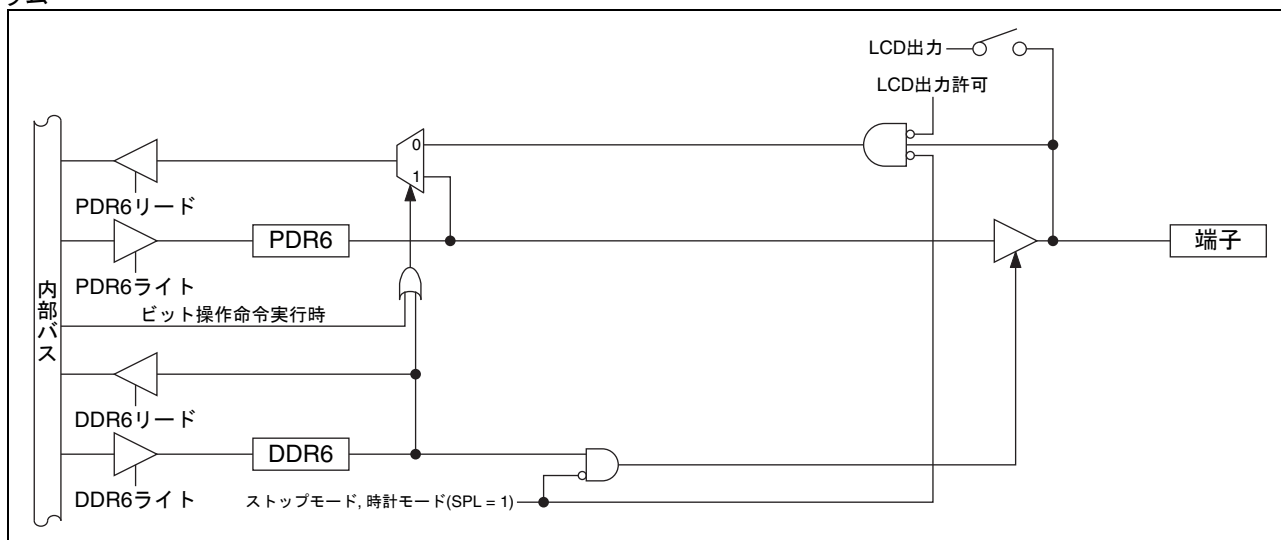 LCD出力
LCD出力許可
0
1
PDR6リード
PDR6
端子
PDR6ライト
内部バス
ビット操作命令実行時
DDR6リード
DDR6
DDR6ライト
ストップモード, 時計モード(SPL = 1)